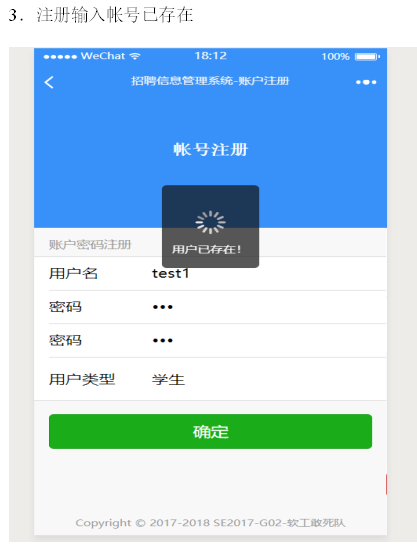 3. 注册输入帐号已存在
●●●●● WeChat 18:12 100%
招聘信息管理系统-账户注册
帐号注册
用户已存在!
账户密码注册
用户名 test1
密码 •••
密码 •••
用户类型 学生
确定
Copyright © 2017-2018 SE2017-G02-软工敢死队